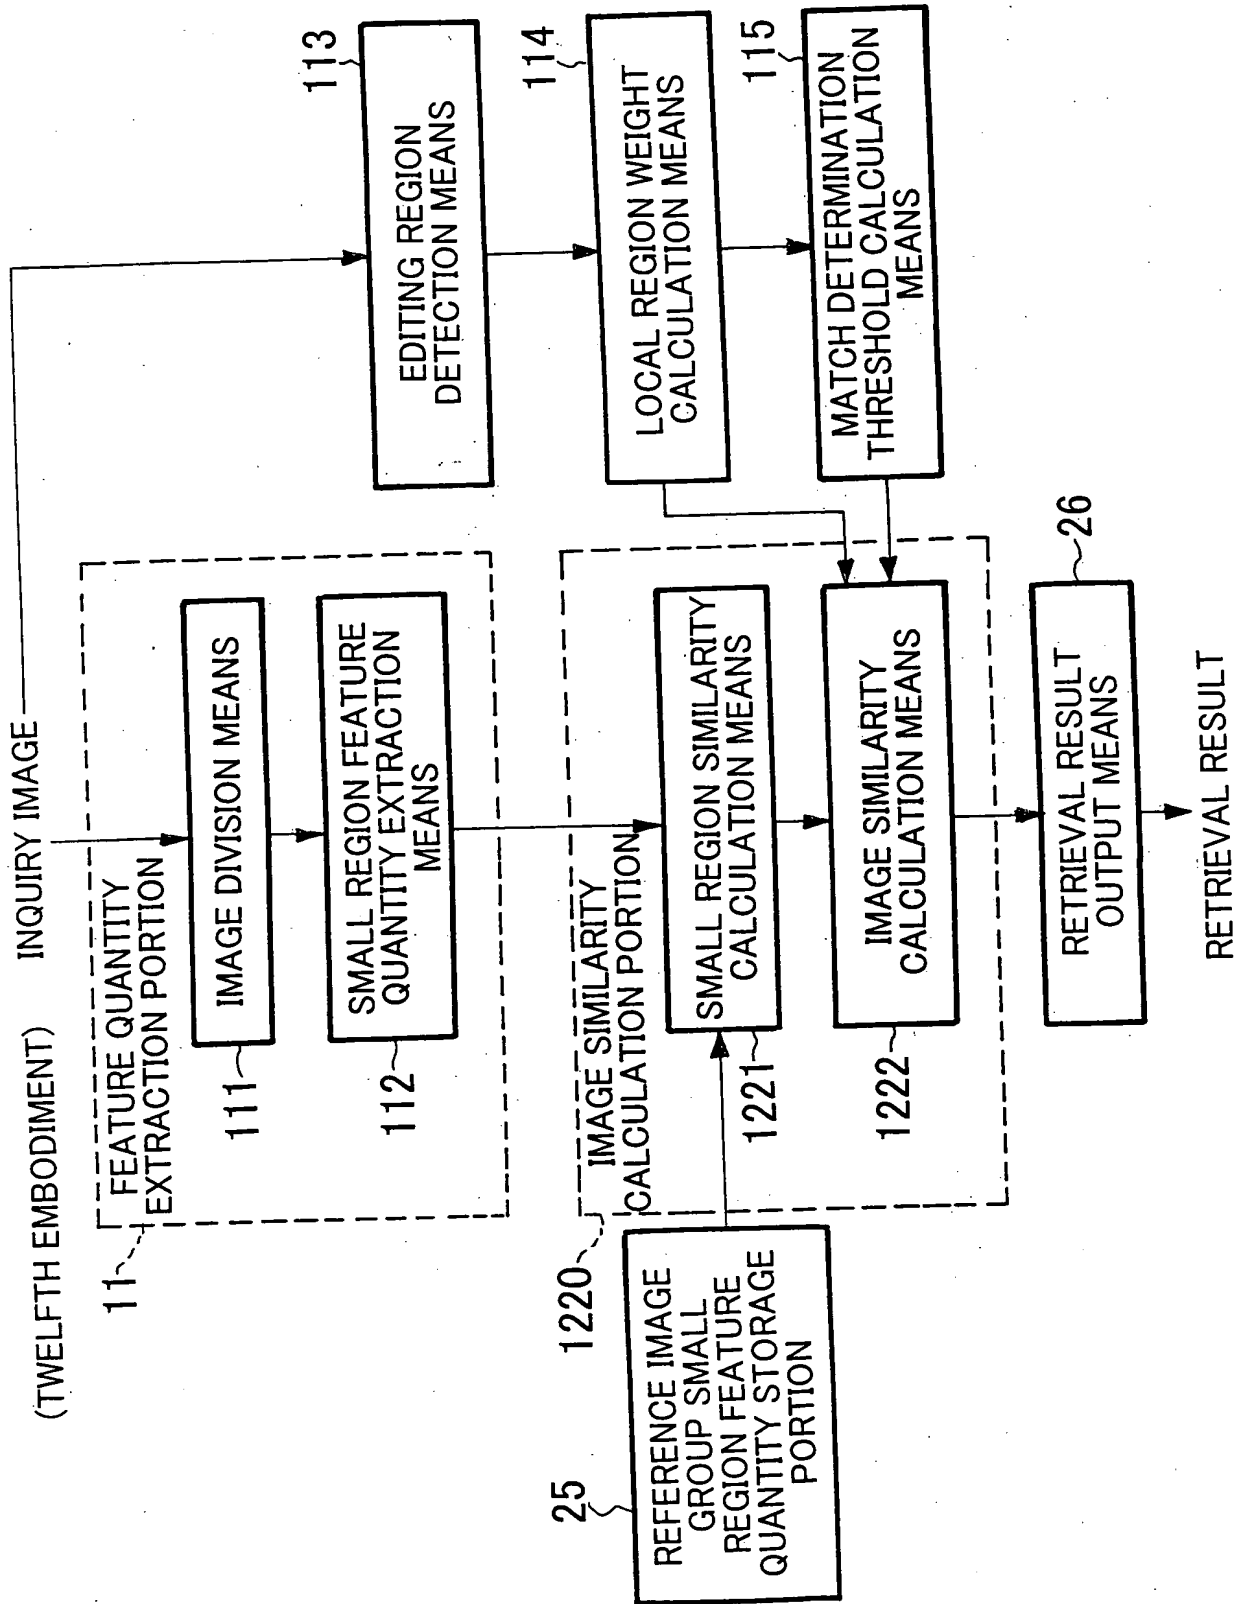 (TWELFTH EMBODIMENT)
INQUIRY IMAGE
11
FEATURE QUANTITY
EXTRACTION PORTION
111
IMAGE DIVISION MEANS
112
SMALL REGION FEATURE
QUANTITY EXTRACTION
MEANS
113
EDITING REGION
DETECTION MEANS
114
LOCAL REGION WEIGHT
CALCULATION MEANS
115
MATCH DETERMINATION
THRESHOLD CALCULATION
MEANS
1220
IMAGE SIMILARITY
CALCULATION PORTION
1221
SMALL REGION SIMILARITY
CALCULATION MEANS
1222
IMAGE SIMILARITY
CALCULATION MEANS
25
REFERENCE IMAGE
GROUP SMALL
REGION FEATURE
QUANTITY STORAGE
PORTION
26
RETRIEVAL RESULT
OUTPUT MEANS
RETRIEVAL RESULT